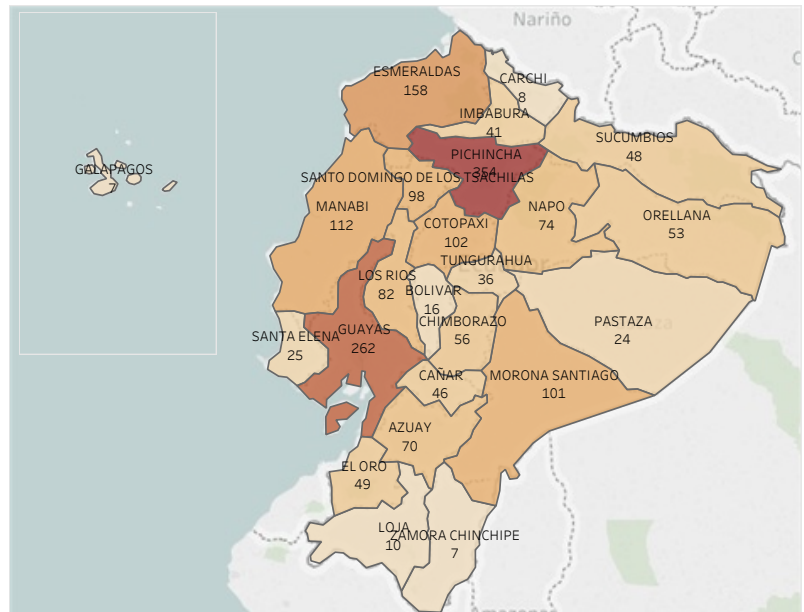 Nariño
ESMERALDAS
158
CARCHI
8
IMBABURA
41
SUCUMBIOS
48
PICHINCHA
354
GALAPAGOS
7
SANTO DOMINGO DE LOS TSACHILAS
98
MANABI
112
NAPO
74
ORELLANA
53
COTOPAXI
102
TUNGURAHUA
36
LOS RIOS
82
BOLIVAR
16
CHIMBORAZO
56
PASTAZA
24
SANTA ELENA
25
GUAYAS
262
CAÑAR
46
MORONA SANTIAGO
101
AZUAY
70
EL ORO
49
LOJA
10
ZAMORA CHINCHIPE
7